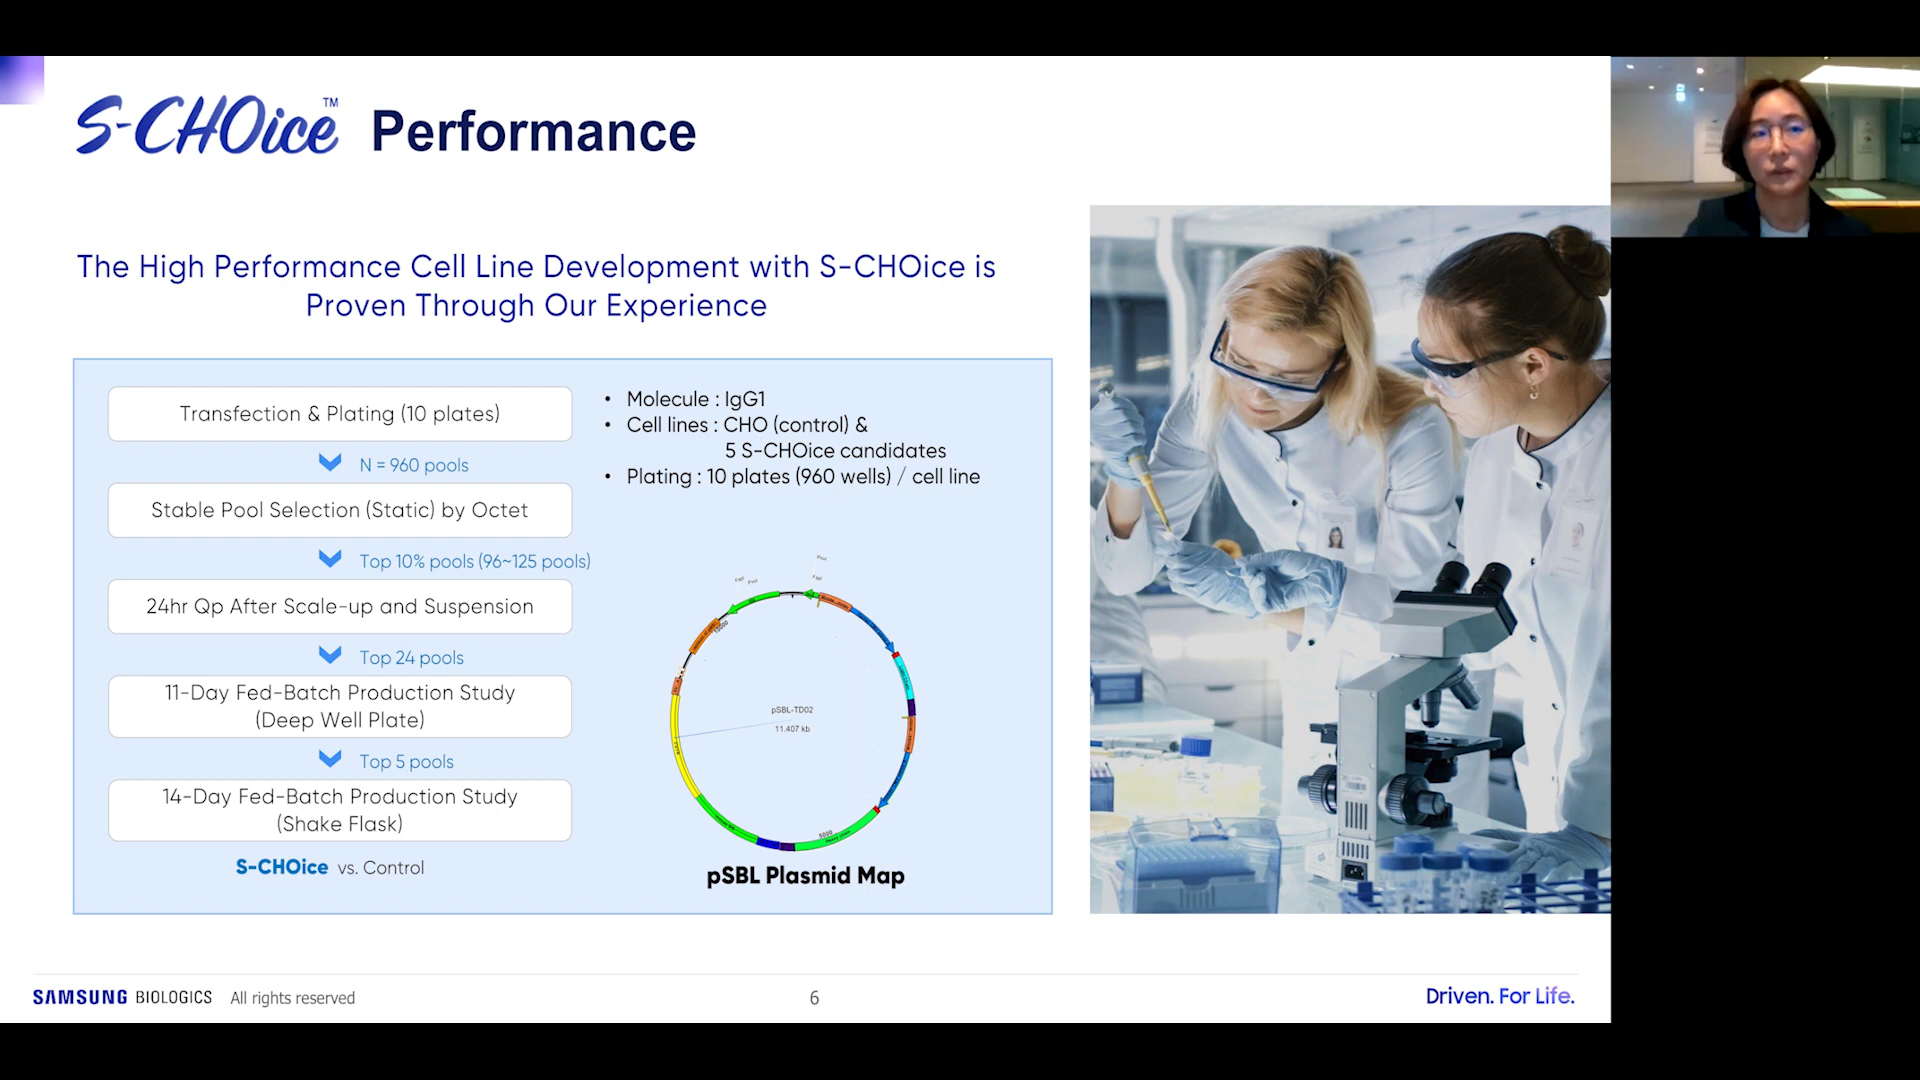 S-CHOice™ Performance
The High Performance Cell Line Development with S-CHOice is
Proven Through Our Experience
Transfection & Plating (10 plates)
N = 960 pools
Stable Pool Selection (Static) by Octet
Top 10% pools (96~125 pools)
24hr Qp After Scale-up and Suspension
Top 24 pools
11-Day Fed-Batch Production Study
(Deep Well Plate)
Top 5 pools
14-Day Fed-Batch Production Study
(Shake Flask)
S-CHOice vs. Control
• Molecule : IgG1
• Cell lines : CHO (control) &
5 S-CHOice candidates
• Plating : 10 plates (960 wells) / cell line
pSBL-TD02
11.407 kb
5000
pSBL Plasmid Map
SAMSUNG BIOLOGICS All rights reserved
6
Driven. For Life.